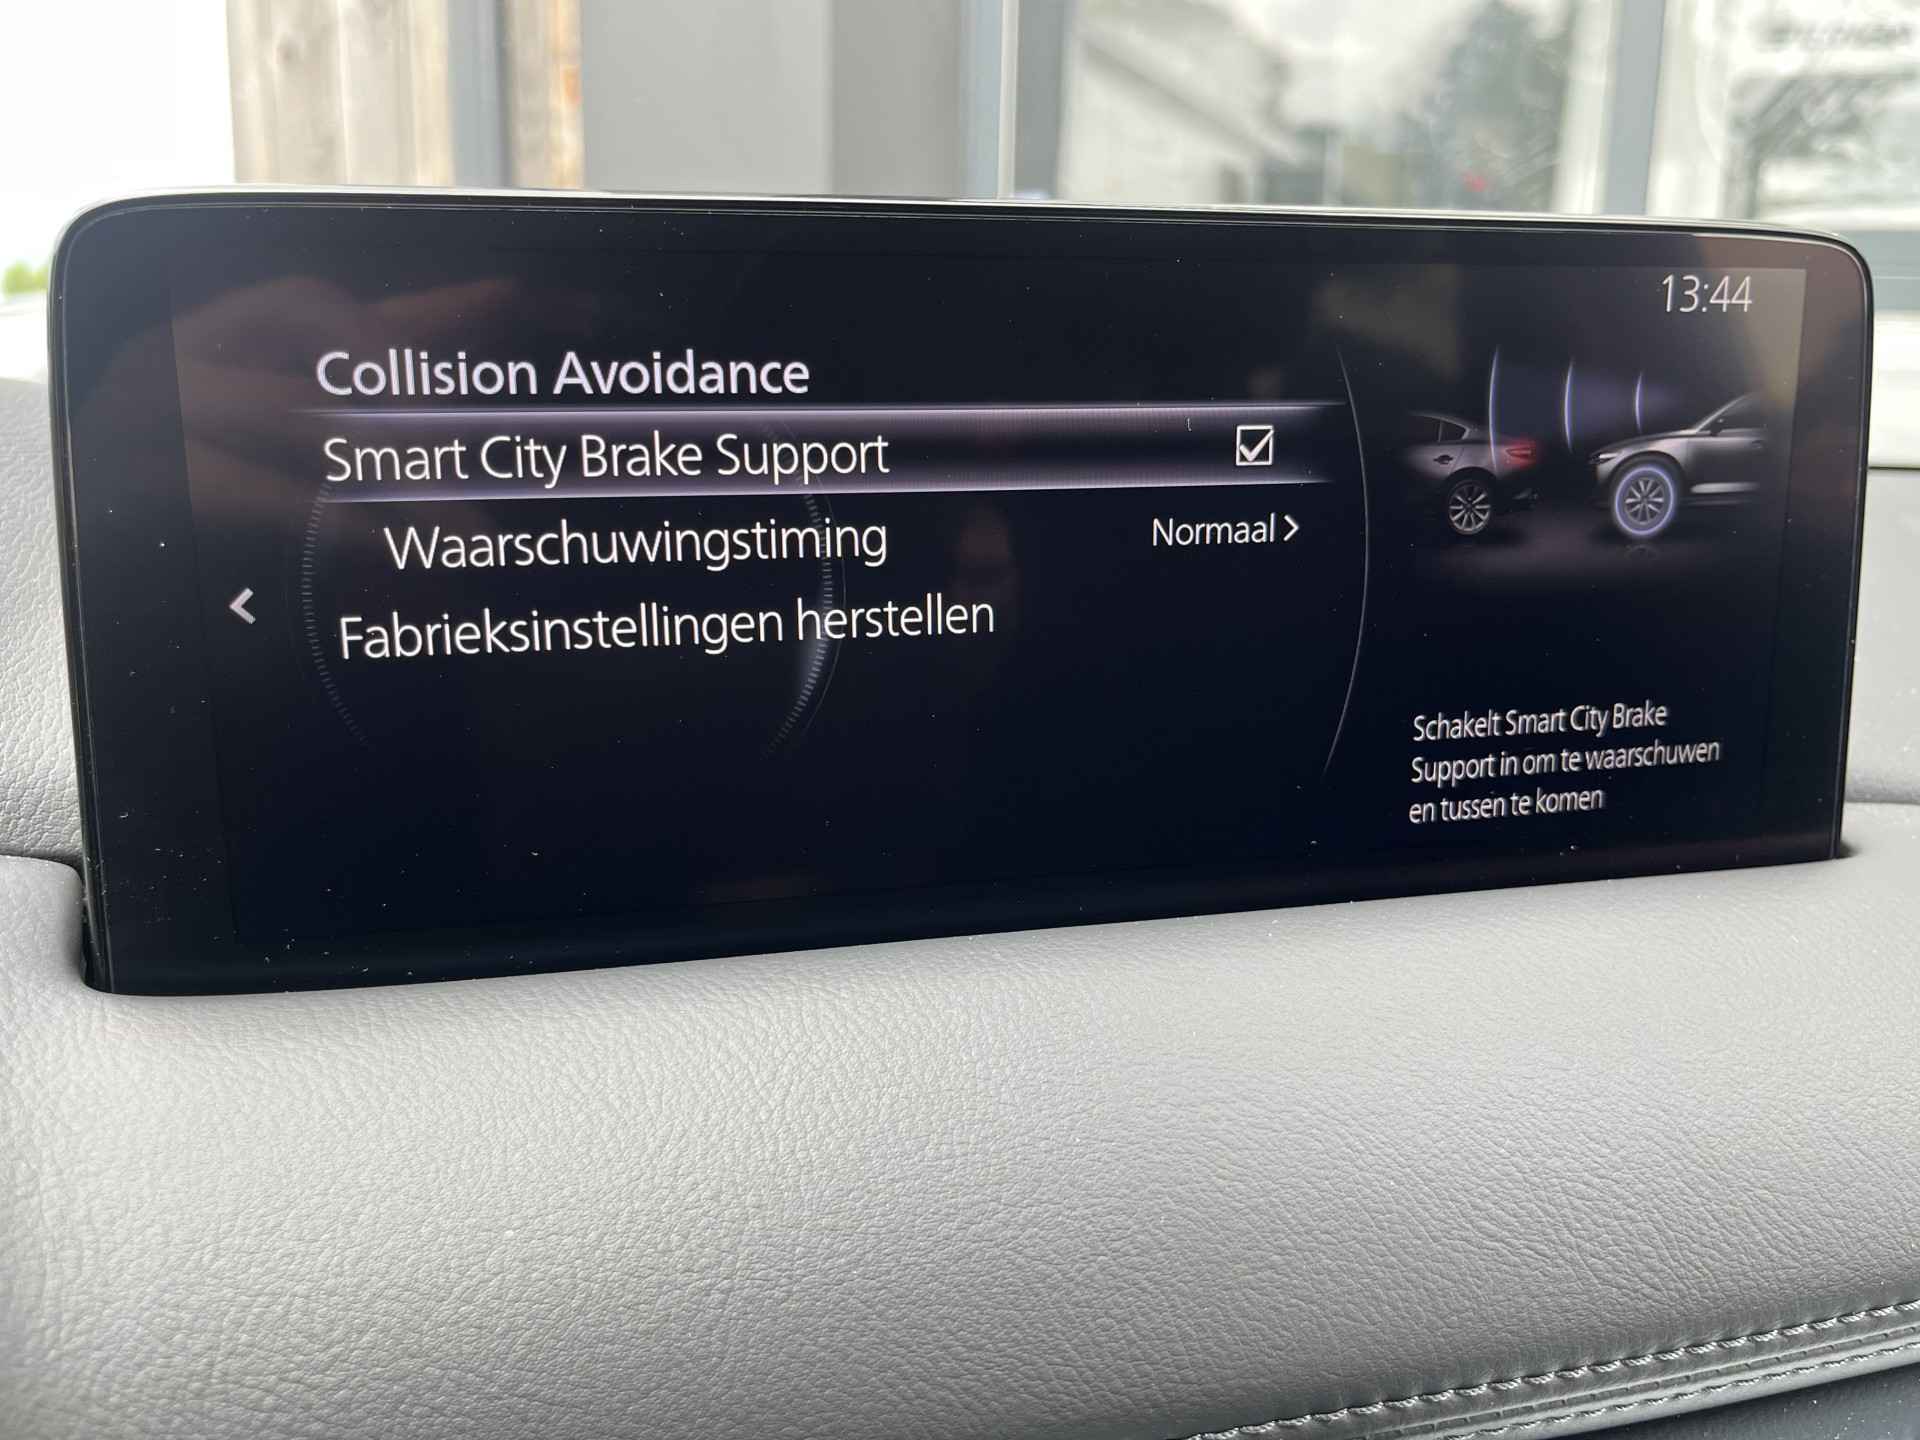 13:44
Collision Avoidance
Smart City Brake Support
Waarschuwingstiming Normaal
Fabrieksinstellingen herstellen
Schakelt Smart City Brake
Support in om te waarschuwen
en tussen te komen